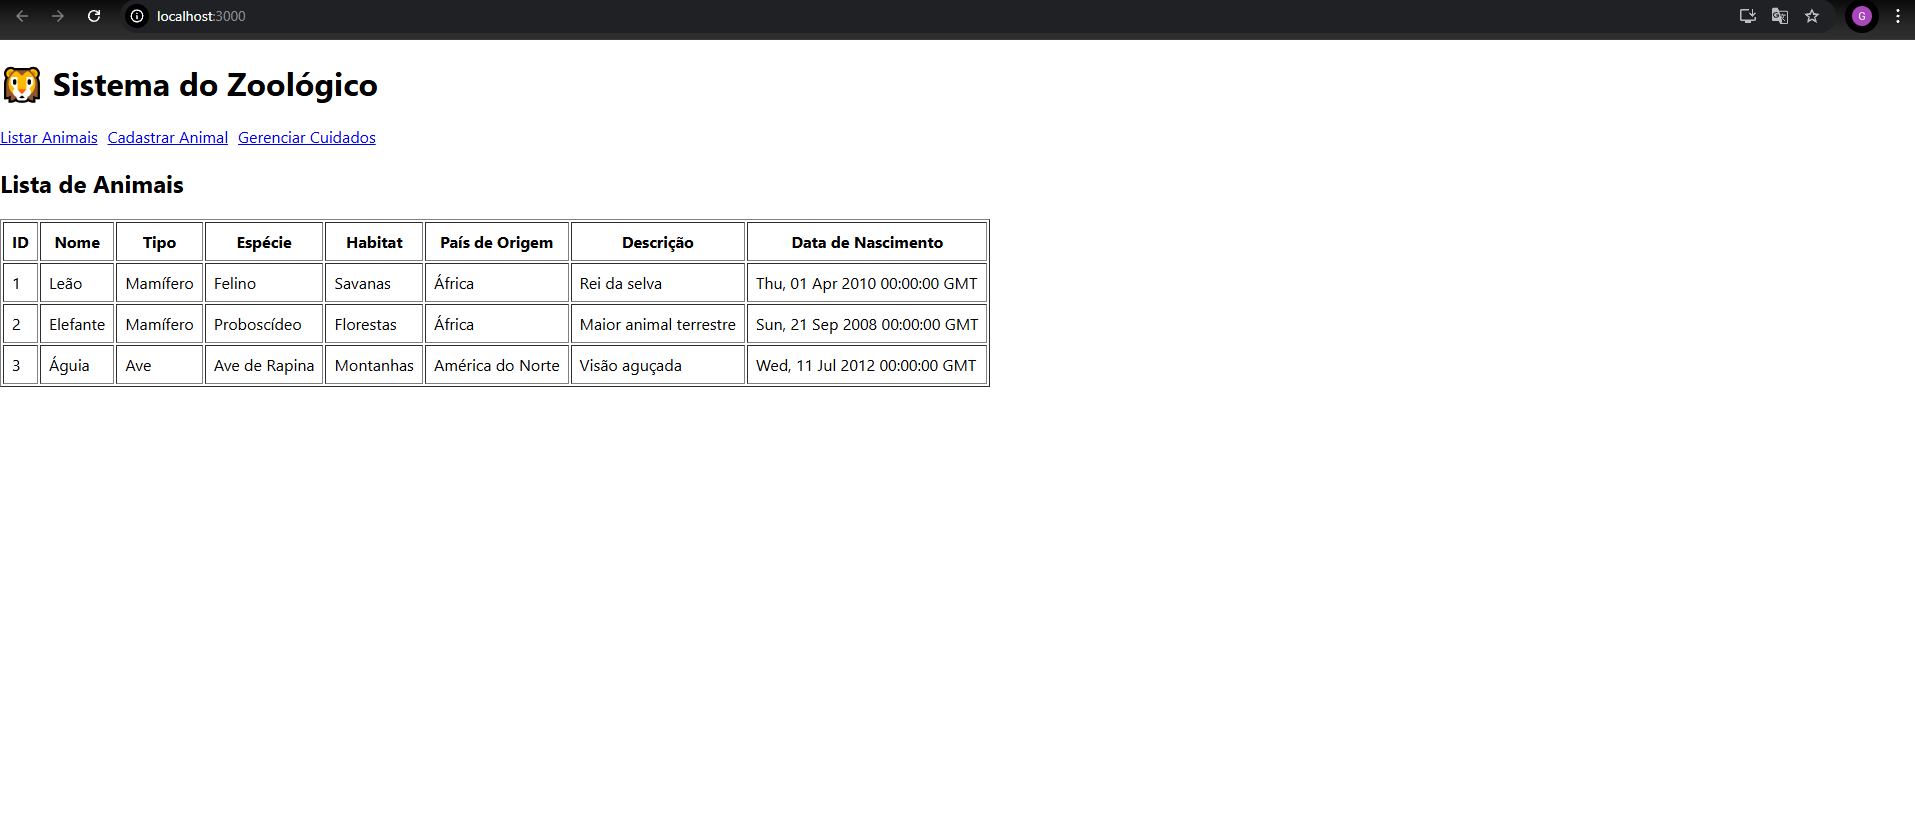 localhost:3000
G
Sistema do Zoológico
Listar Animais Cadastrar Animal Gerenciar Cuidados
Lista de Animais
ID Nome Tipo Espécie Habitat País de Origem Descrição Data de Nascimento
1 Leão Mamífero Felino Savanas África Rei da selva Thu, 01 Apr 2010 00:00:00 GMT
2 Elefante Mamífero Proboscídeo Florestas África Maior animal terrestre Sun, 21 Sep 2008 00:00:00 GMT
3 Águia Ave Ave de Rapina Montanhas América do Norte Visão aguçada Wed, 11 Jul 2012 00:00:00 GMT